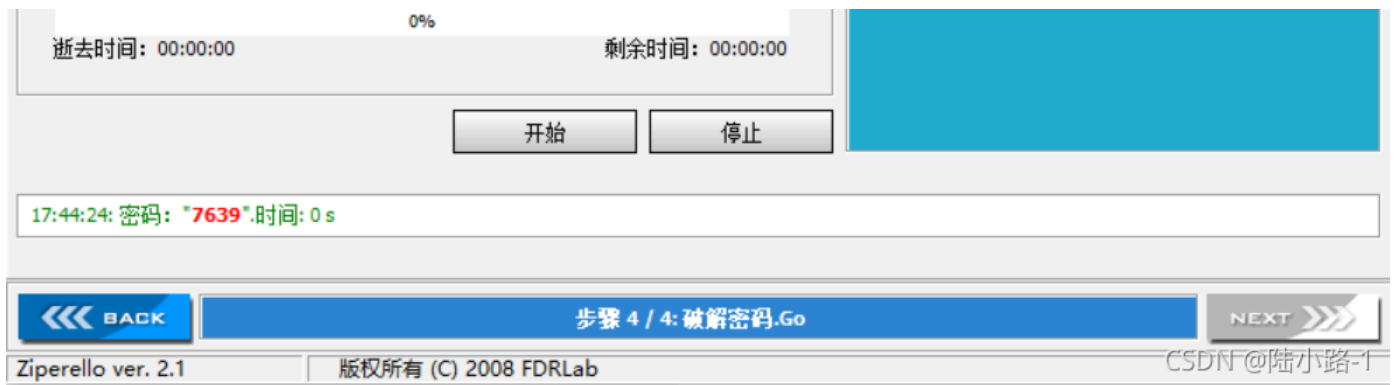 0%
逝去时间：00:00:00 剩余时间：00:00:00
开始 停止
17:44:24: 密码："7639".时间: 0 s
BACK 步骤 4 / 4: 破解密码.Go NEXT
Ziperello ver. 2.1 版权所有 (C) 2008 FDRLab
CSDN @陆小路-1